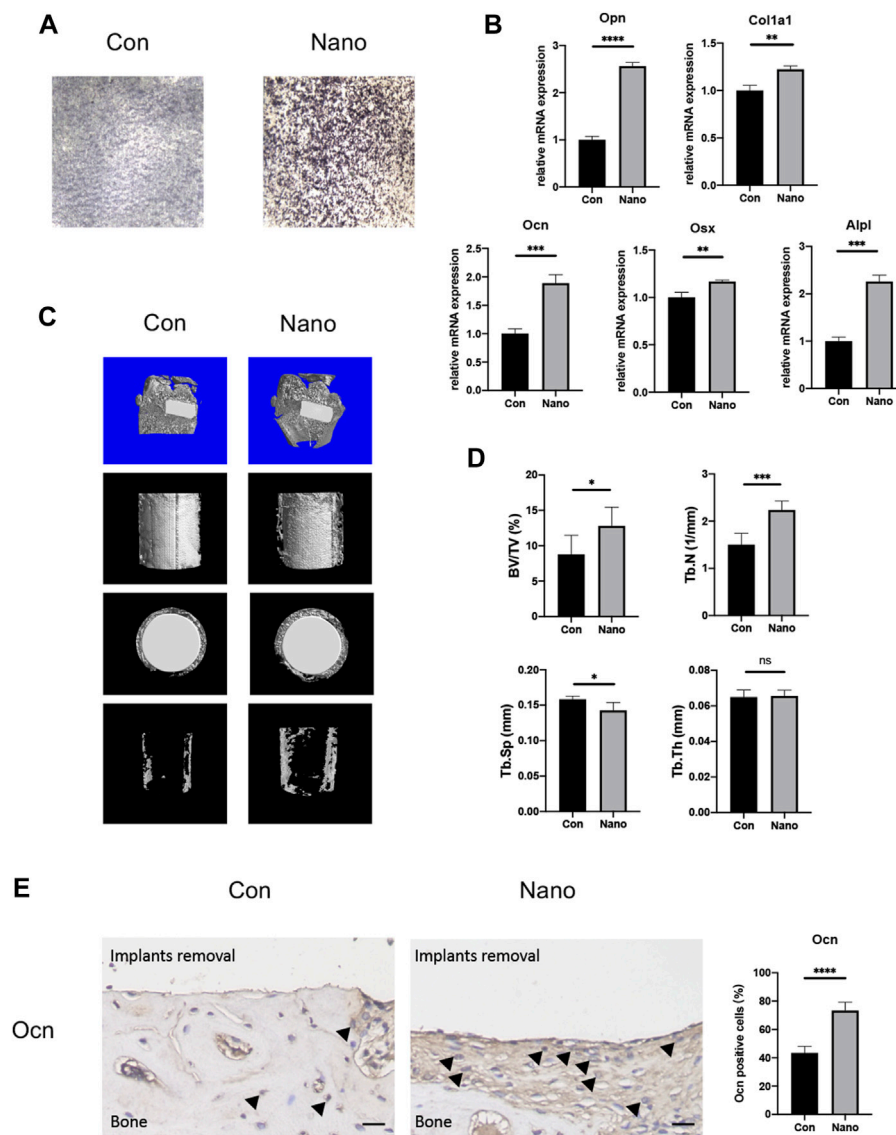 A
Con
Nano
B
Opn
relative mRNA expression
3
2
1
0
****
Con
Nano
Col1a1
relative mRNA expression
1.5
1.0
0.5
0.0
**
Con
Nano
Ocn
relative mRNA expression
2.5
2.0
1.5
1.0
0.5
0.0
***
Con
Nano
Osx
relative mRNA expression
1.5
1.0
0.5
0.0
**
Con
Nano
Alpl
relative mRNA expression
3
2
1
0
***
Con
Nano
C
Con
Nano
D
BV/TV (%)
20
15
10
5
0
*
Con
Nano
Tb.N (1/mm)
3
2
1
0
***
Con
Nano
Tb.Sp (mm)
0.20
0.15
0.10
0.05
0.00
*
Con
Nano
Tb.Th (mm)
0.08
0.06
0.04
0.02
0.00
ns
Con
Nano
E
Con
Nano
Ocn
Implants removal
Bone
Implants removal
Bone
Ocn
Ocn positive cells (%)
100
80
60
40
20
0
****
Con
Nano